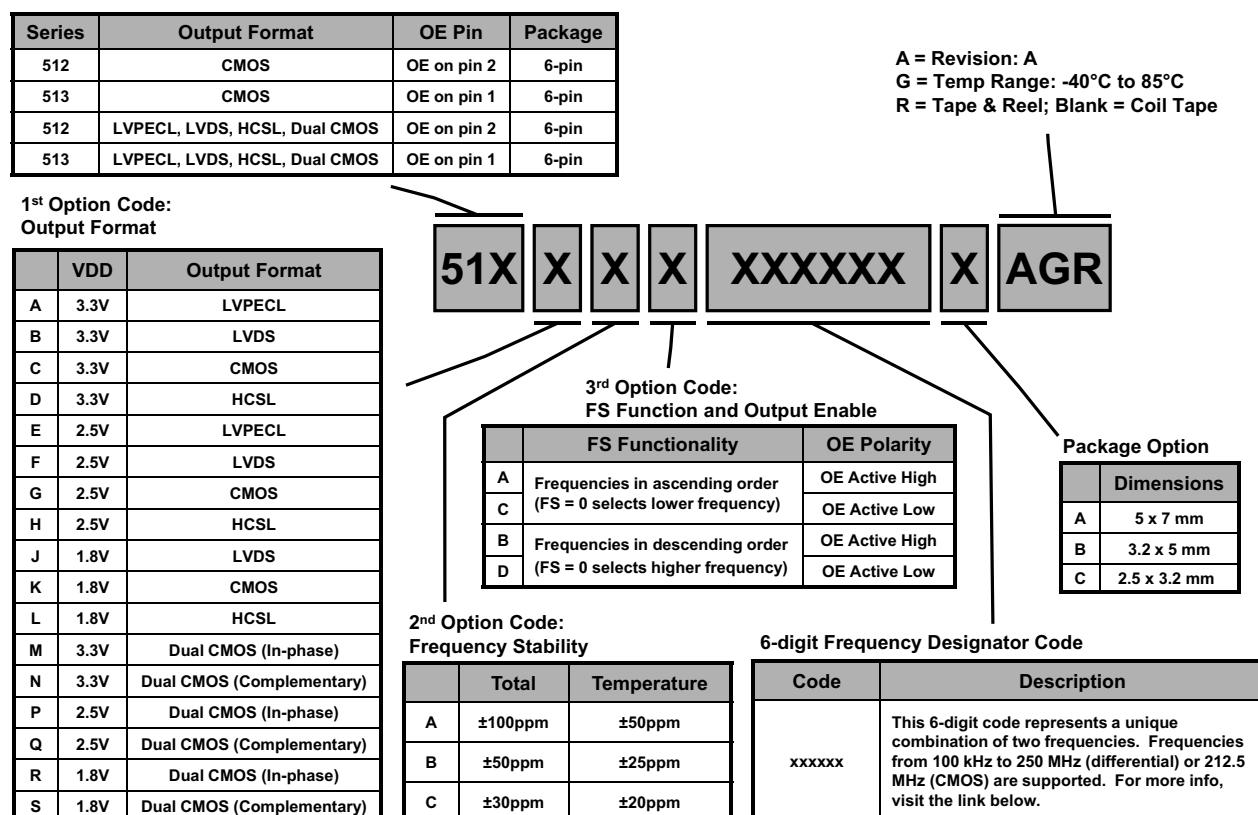 Series Output Format OE Pin Package
512 CMOS OE on pin 2 6-pin
513 CMOS OE on pin 1 6-pin
512 LVPECL, LVDS, HCSL, Dual CMOS OE on pin 2 6-pin
513 LVPECL, LVDS, HCSL, Dual CMOS OE on pin 1 6-pin
A = Revision: A
G = Temp Range: -40°C to 85°C
R = Tape & Reel; Blank = Coil Tape
51X X X X XXXXXX X AGR
1st Option Code:
Output Format
VDD Output Format
A 3.3V LVPECL
B 3.3V LVDS
C 3.3V CMOS
D 3.3V HCSL
E 2.5V LVPECL
F 2.5V LVDS
G 2.5V CMOS
H 2.5V HCSL
J 1.8V LVDS
K 1.8V CMOS
L 1.8V HCSL
M 3.3V Dual CMOS (In-phase)
N 3.3V Dual CMOS (Complementary)
P 2.5V Dual CMOS (In-phase)
Q 2.5V Dual CMOS (Complementary)
R 1.8V Dual CMOS (In-phase)
S 1.8V Dual CMOS (Complementary)
3rd Option Code:
FS Function and Output Enable
FS Functionality OE Polarity
A Frequencies in ascending order OE Active High
C (FS = 0 selects lower frequency) OE Active Low
B Frequencies in descending order OE Active High
D (FS = 0 selects higher frequency) OE Active Low
Package Option
Dimensions
A 5 x 7 mm
B 3.2 x 5 mm
C 2.5 x 3.2 mm
2nd Option Code:
Frequency Stability
Total Temperature
A ±100ppm ±50ppm
B ±50ppm ±25ppm
C ±30ppm ±20ppm
6-digit Frequency Designator Code
Code Description
xxxxxx
This 6-digit code represents a unique
combination of two frequencies. Frequencies
from 100 kHz to 250 MHz (differential) or 212.5
MHz (CMOS) are supported. For more info,
visit the link below.